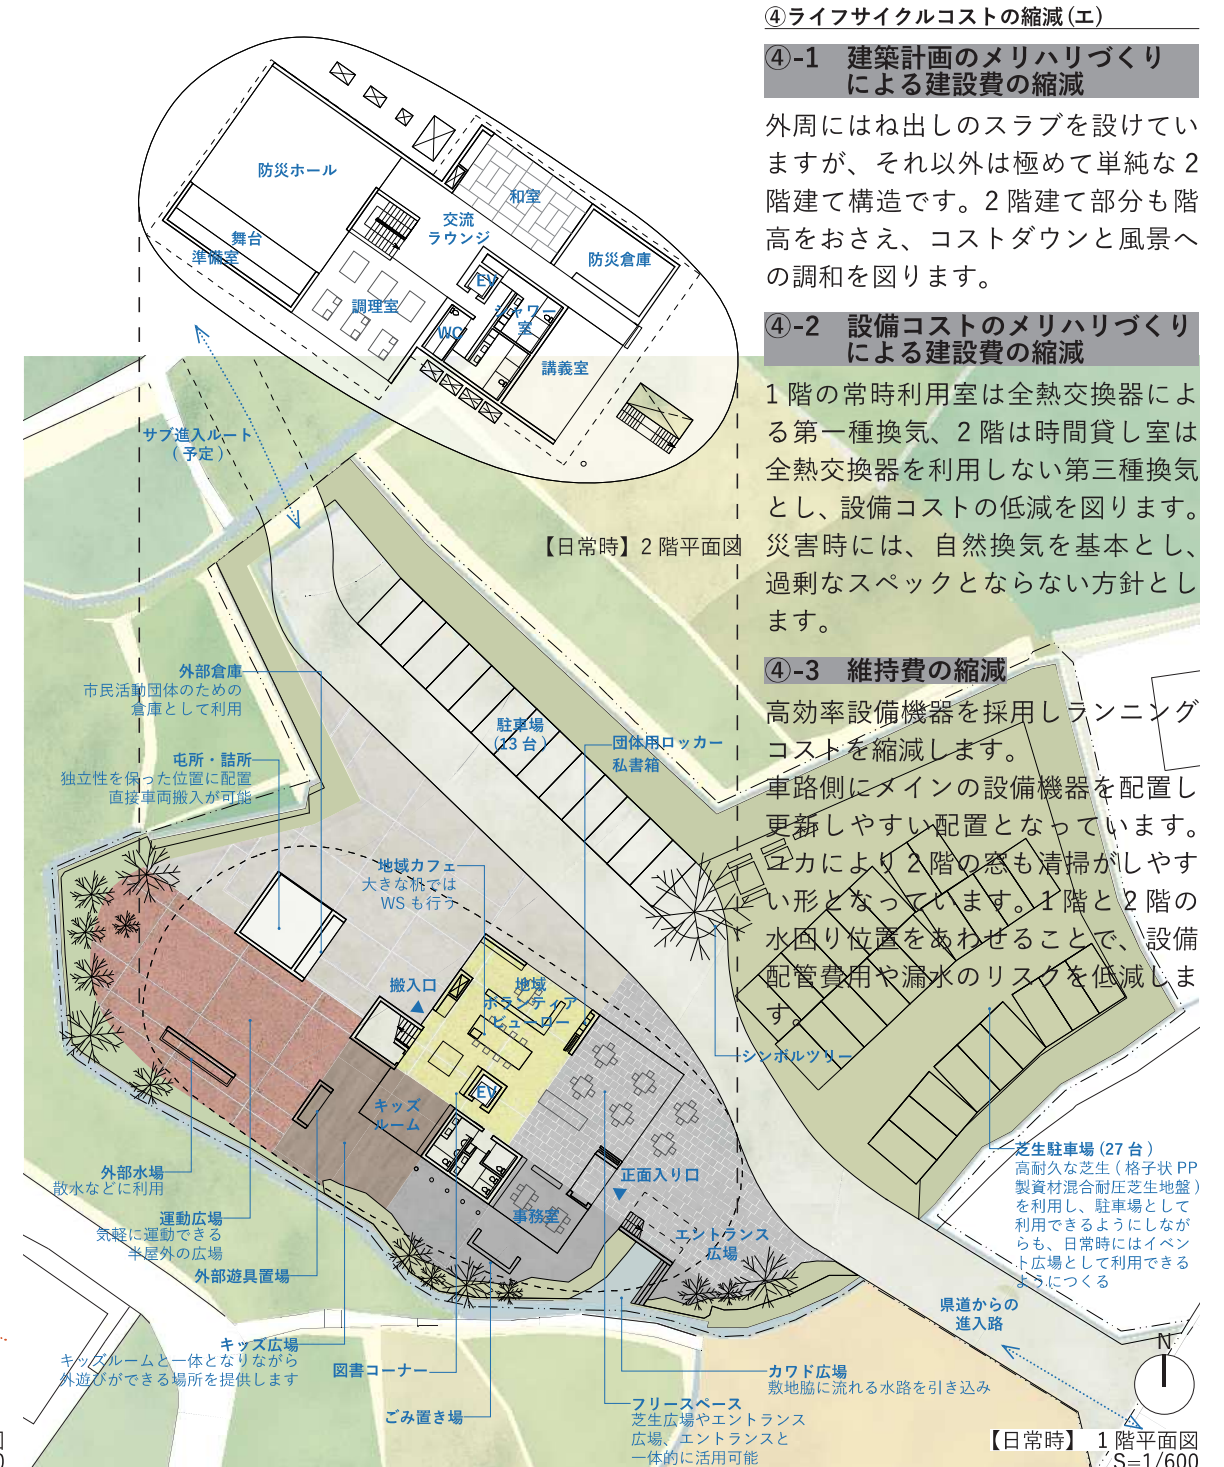 ④ライフサイクルコストの縮減(エ)
④-1 建築計画のメリハリづくり
による建設費の縮減
外周にはね出しのスラブを設けてい
ますが、それ以外は極めて単純な2
階建て構造です。2階建て部分も階
高をおさえ、コストダウンと風景へ
の調和を図ります。
④-2 設備コストのメリハリづくり
による建設費の縮減
1階の常時利用室は全熱交換器によ
る第一種換気、2階は時間貸し室は
全熱交換器を利用しない第三種換気
とし、設備コストの低減を図ります。
災害時には、自然換気を基本とし、
過剰なスペックとならない方針とし
ます。
④-3 維持費の縮減
高効率設備機器を採用しランニング
コストを縮減します。
車路側にメインの設備機器を配置し
更新しやすい配置となっています。
ユカにより2階の窓も清掃がしやす
い形となっています。1階と2階の
水回り位置をあわせることで、設備
配管費用や漏水のリスクを低減しま
す。
防災ホール
和室
交流
ラウンジ
舞台
準備室
防災倉庫
EV
シャワー
室
調理室
WC
講義室
サブ進入ルート
(予定)
【日常時】2階平面図
外部倉庫
市民活動団体のための
倉庫として利用
駐車場
(13台)
団体用ロッカー
私書箱
屯所・詰所
独立性を保った位置に配置
直接車両搬入が可能
地域カフェ
大きな机では
WSも行う
搬入口
地域
ボランティア
ビューロー
シンボルツリー
EV
キッズ
ルーム
外部水場
散水などに利用
正面入り口
事務室
芝生駐車場(27台)
高耐久な芝生(格子状PP
製資材混合耐圧芝生地盤)
を利用し、駐車場として
利用できるようにしなが
らも、日常時にはイベン
ト広場として利用できる
ようにつくる
運動広場
気軽に運動できる
半屋外の広場
エントランス
広場
外部遊具置場
県道からの
進入路
キッズ広場
キッズルームと一体となりながら
外遊びができる場所を提供します
図書コーナー
カワド広場
敷地脇に流れる水路を引き込み
ごみ置き場
フリースペース
芝生広場やエントランス
広場、エントランスと
一体的に活用可能
N
【日常時】 1階平面図
S=1/600